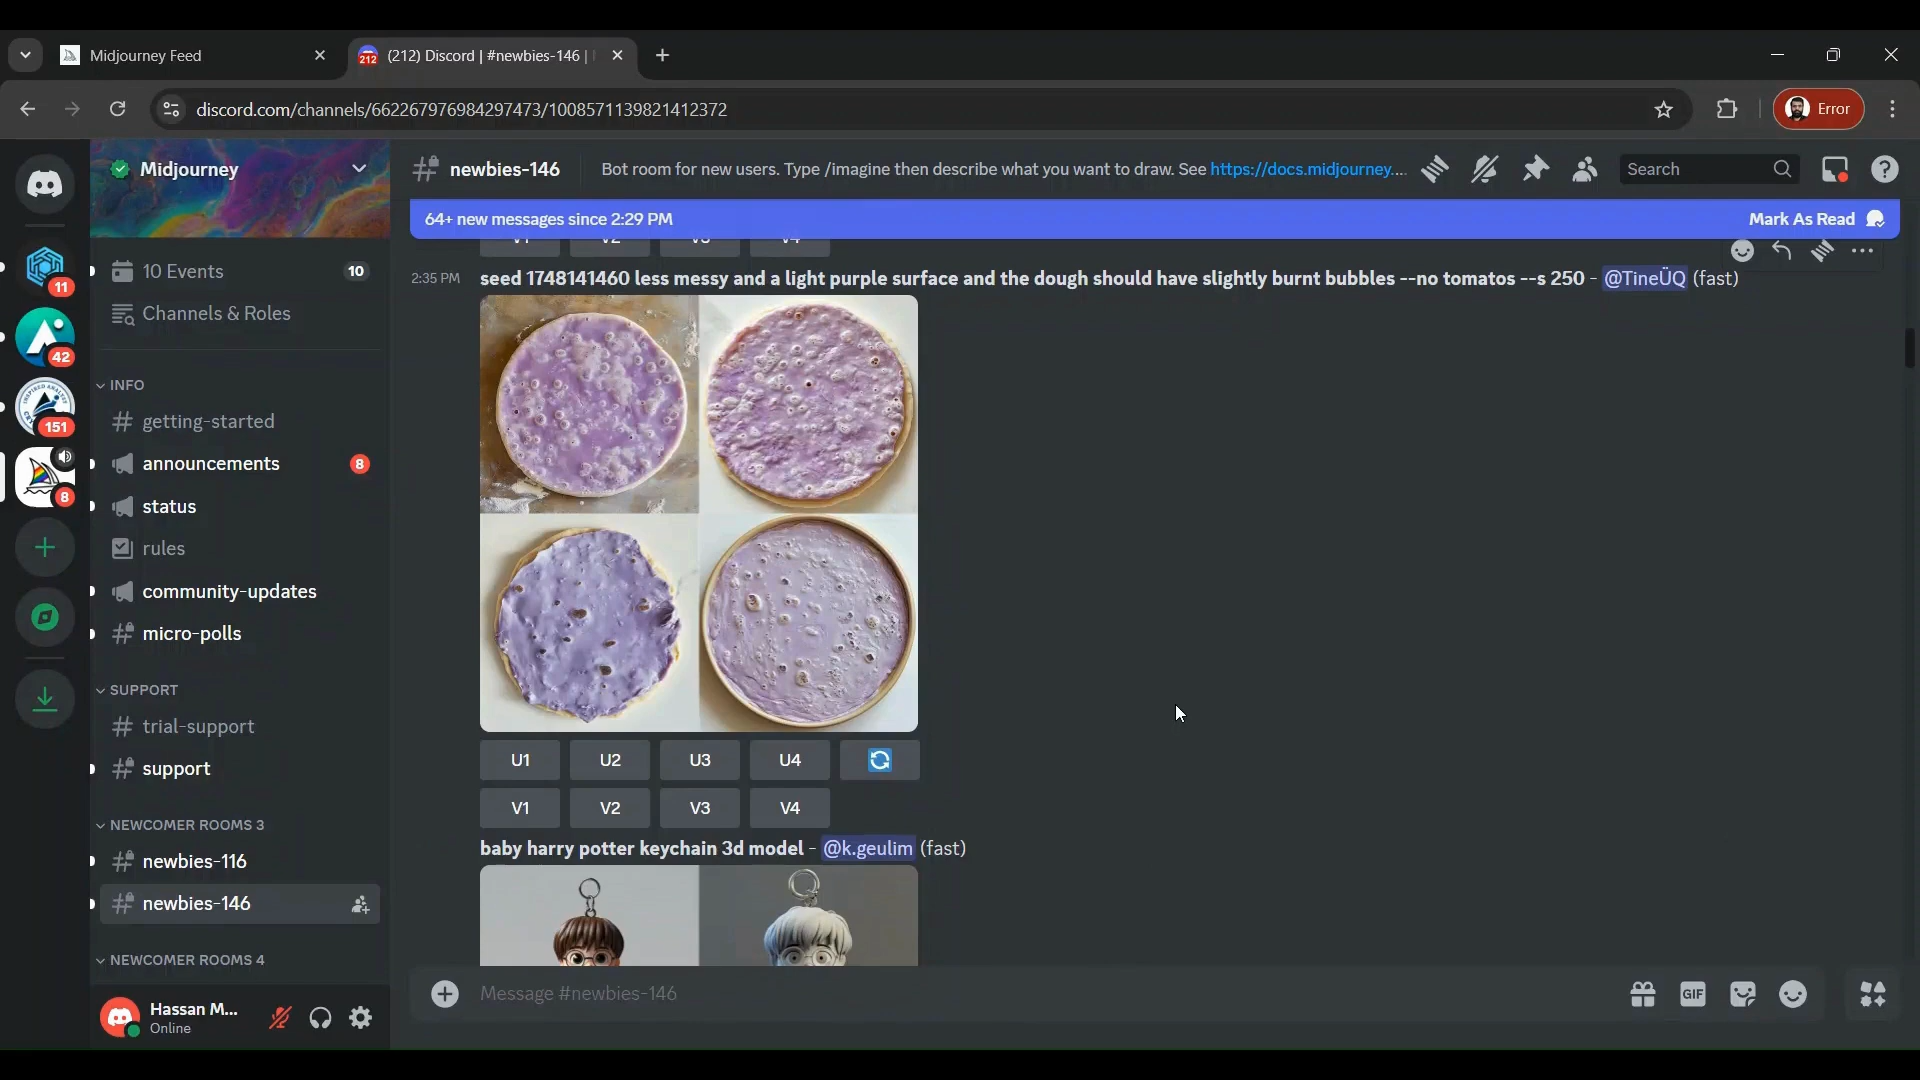 Midjourney Feed
212 (212) Discord | #newbies-146 |
discord.com/channels/662267976984297473/1008571139821412372
Error
Midjourney
newbies-146
Bot room for new users. Type /imagine then describe what you want to draw. See https://docs.midjourney....
Search
64+ new messages since 2:29 PM
Mark As Read
11
42
151
8
10 Events 10
Channels & Roles
INFO
getting-started
announcements 8
status
rules
community-updates
micro-polls
SUPPORT
trial-support
support
NEWCOMER ROOMS 3
newbies-116
newbies-146
NEWCOMER ROOMS 4
Hassan M...
Online
V1 V2 V3 V4
2:35 PM seed 1748141460 less messy and a light purple surface and the dough should have slightly burnt bubbles --no tomatos --s 250 - @TineÜQ (fast)
U1 U2 U3 U4
V1 V2 V3 V4
baby harry potter keychain 3d model - @k.geulim (fast)
Message #newbies-146
GIF